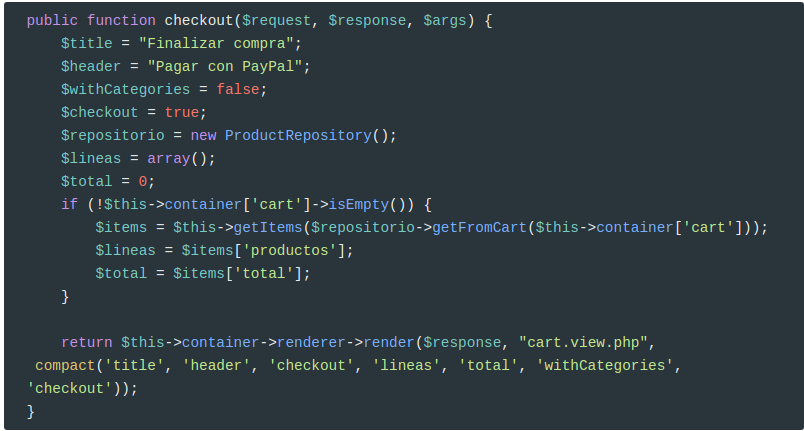 public function checkout($request, $response, $args) {
    $title = "Finalizar compra";
    $header = "Pagar con PayPal";
    $withCategories = false;
    $checkout = true;
    $repositorio = new ProductRepository();
    $lineas = array();
    $total = 0;
    if (!$this->container['cart']->isEmpty()) {
        $items = $this->getItems($repositorio->getFromCart($this->container['cart']));
        $lineas = $items['productos'];
        $total = $items['total'];
    }

    return $this->container->renderer->render($response, "cart.view.php",
 compact('title', 'header', 'checkout', 'lineas', 'total', 'withCategories',
'checkout'));
}